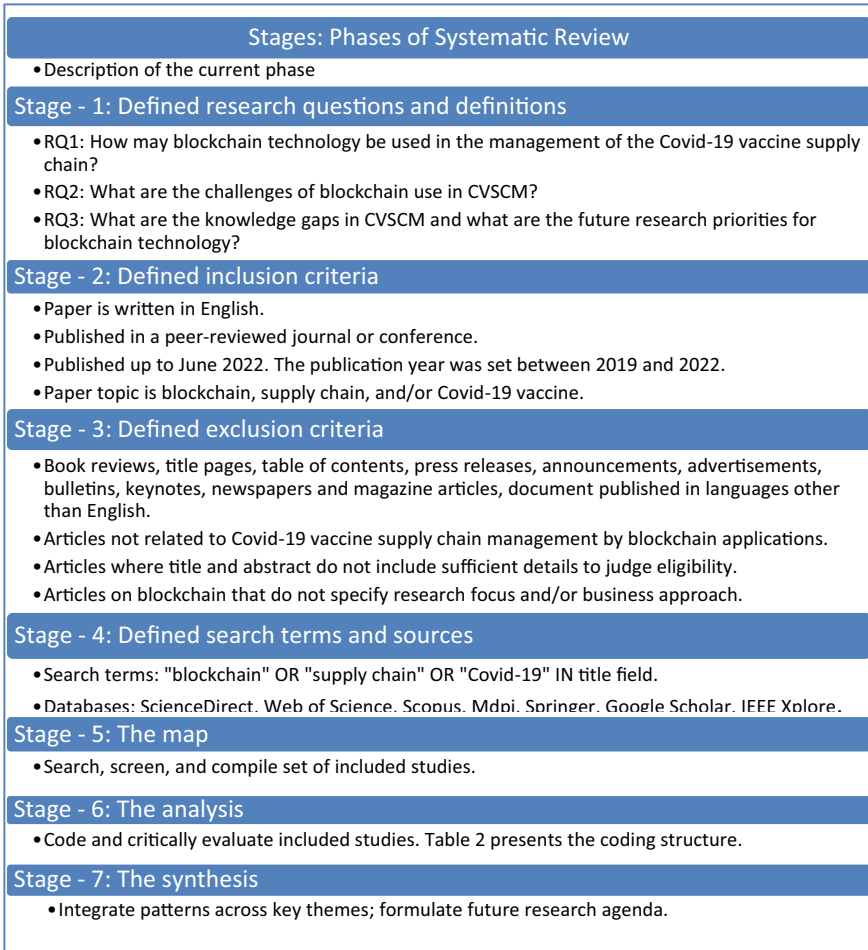 Stages: Phases of Systematic Review
•Description of the current phase
Stage - 1: Defined research questions and definitions
•RQ1: How may blockchain technology be used in the management of the Covid-19 vaccine supply
chain?
•RQ2: What are the challenges of blockchain use in CVSCM?
•RQ3: What are the knowledge gaps in CVSCM and what are the future research priorities for
blockchain technology?
Stage - 2: Defined inclusion criteria
•Paper is written in English.
•Published in a peer-reviewed journal or conference.
•Published up to June 2022. The publication year was set between 2019 and 2022.
•Paper topic is blockchain, supply chain, and/or Covid-19 vaccine.
Stage - 3: Defined exclusion criteria
•Book reviews, title pages, table of contents, press releases, announcements, advertisements,
bulletins, keynotes, newspapers and magazine articles, document published in languages other
than English.
•Articles not related to Covid-19 vaccine supply chain management by blockchain applications.
•Articles where title and abstract do not include sufficient details to judge eligibility.
•Articles on blockchain that do not specify research focus and/or business approach.
Stage - 4: Defined search terms and sources
•Search terms: "blockchain" OR "supply chain" OR "Covid-19" IN title field.
•Databases: ScienceDirect, Web of Science, Scopus, Mdpi, Springer, Google Scholar, IEEE Xplore.
Stage - 5: The map
•Search, screen, and compile set of included studies.
Stage - 6: The analysis
•Code and critically evaluate included studies. Table 2 presents the coding structure.
Stage - 7: The synthesis
•Integrate patterns across key themes; formulate future research agenda.